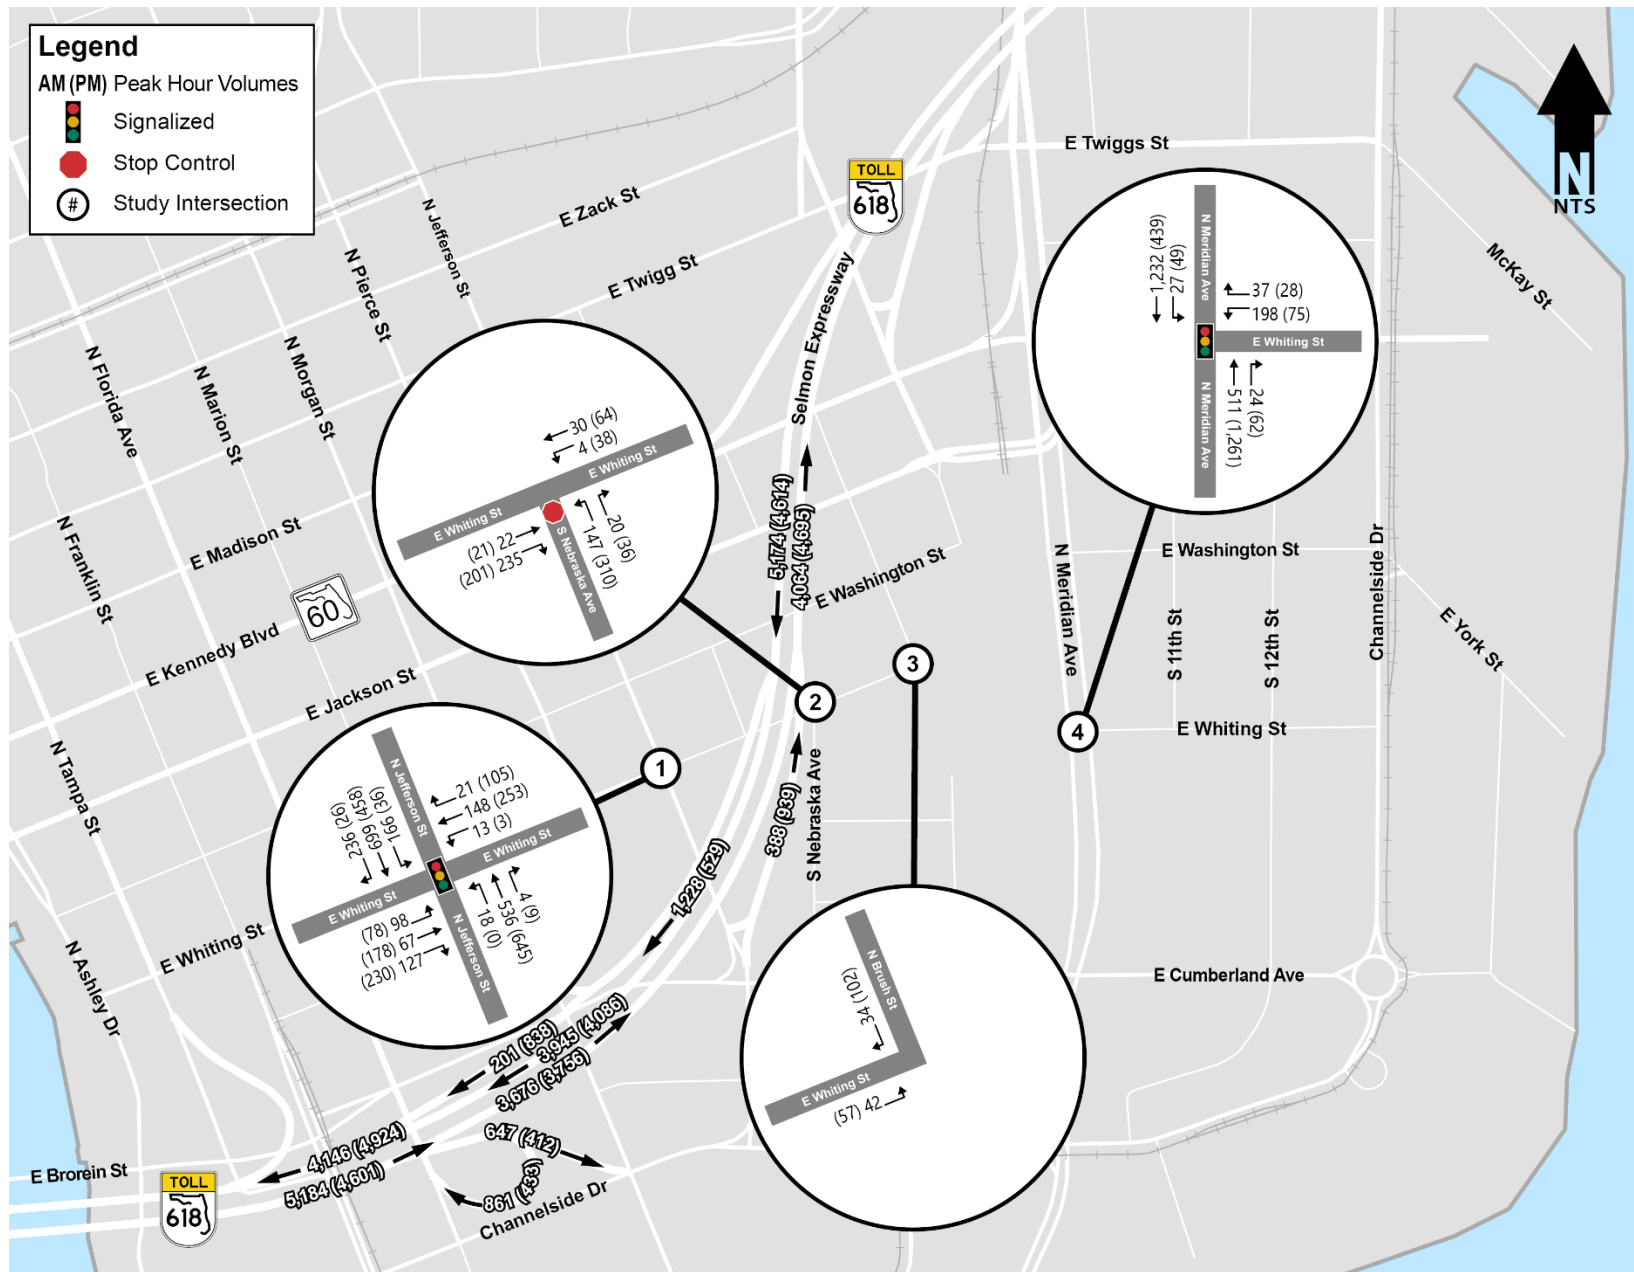 Legend
AM (PM) Peak Hour Volumes
Signalized
Stop Control
# Study Intersection
N
NTS
TOLL
618
E Twiggs St
E Zack St
E Twigg St
N Jefferson St
N Pierce St
N Morgan St
N Marion St
N Florida Ave
N Franklin St
N Tampa St
N Ashley Dr
E Madison St
60
E Kennedy Blvd
E Jackson St
E Whiting St
E Brorein St
McKay St
Selmon Expressway
5,174 (4,614)
4,064 (4,695)
E Washington St
E Washington St
N Meridian Ave
S 11th St
S 12th St
Channelside Dr
E York St
E Whiting St
E Cumberland Ave
S Nebraska Ave
388 (939)
1,228 (529)
201 (838)
3,945 (4,086)
3,676 (3,756)
4,146 (4,924)
5,184 (4,601)
647 (412)
861 (433)
Channelside Dr
TOLL
618
1
N Jefferson St
236 (26)
699 (458)
166 (36)
21 (105)
148 (253)
13 (3)
E Whiting St
E Whiting St
(78) 98
(178) 67
(230) 127
N Jefferson St
18 (0)
536 (645)
4 (9)
2
30 (64)
4 (38)
E Whiting St
E Whiting St
(21) 22
(201) 235
S Nebraska Ave
147 (310)
20 (36)
3
N Brush St
34 (102)
E Whiting St
(57) 42
4
1,232 (439)
27 (49)
N Meridian Ave
37 (28)
198 (75)
E Whiting St
N Meridian Ave
511 (1,261)
24 (62)